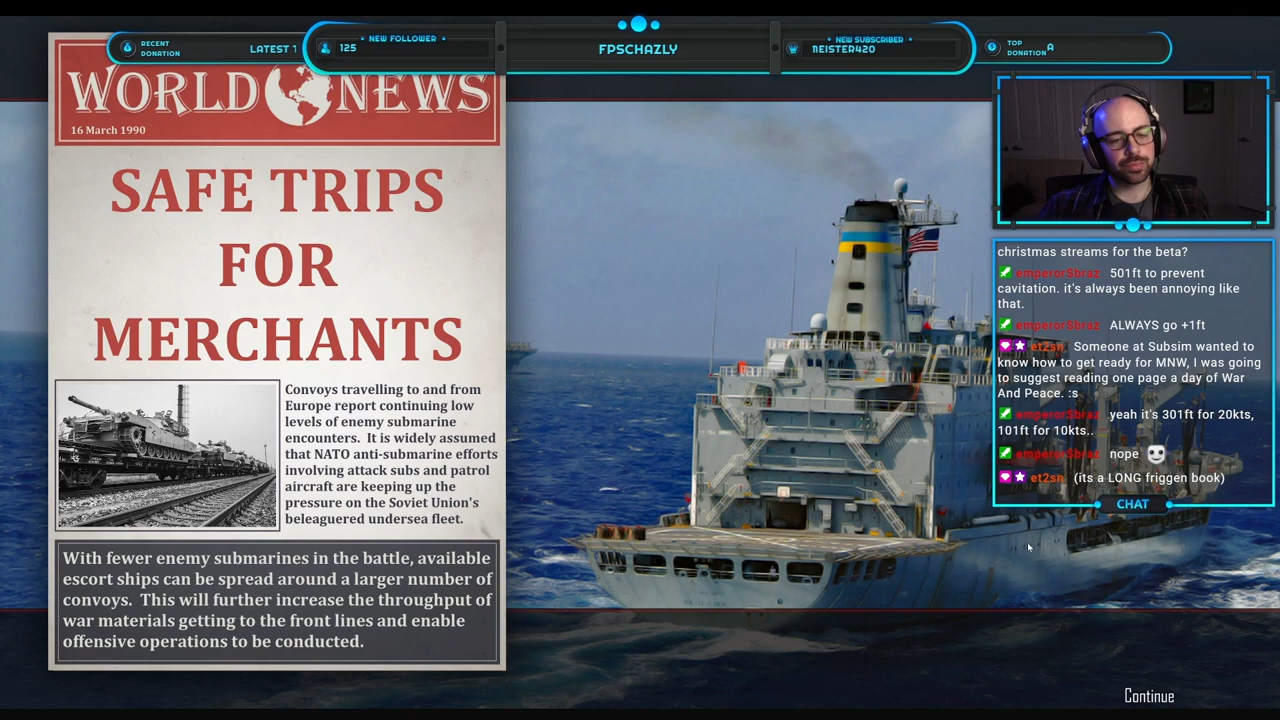 RECENT
DONATION
LATEST
NEW FOLLOWER
125
FPSCHAZLY
NEW SUBSCRIBER
NEISTER420
TOP
DONATION
A
WORLD NEWS
16 March 1990
SAFE TRIPS
FOR
MERCHANTS
Convoys travelling to and from
Europe report continuing low
levels of enemy submarine
encounters. It is widely assumed
that NATO anti-submarine efforts
involving attack subs and patrol
aircraft are keeping up the
pressure on the Soviet Union's
beleaguered undersea fleet.
With fewer enemy submarines in the battle, available
escort ships can be spread around a larger number of
convoys. This will further increase the throughput of
war materials getting to the front lines and enable
offensive operations to be conducted.
christmas streams for the beta?
emperorSbraz 501ft to prevent
cavitation. it's always been annoying like
that.
emperorSbraz ALWAYS go +1ft
et2sn Someone at Subsim wanted to
know how to get ready for MNW, I was going
to suggest reading one page a day of War
And Peace. :s
emperorSbraz yeah it's 301ft for 20kts,
101ft for 10kts..
emperorSbraz nope
et2sn (its a LONG friggen book)
CHAT
Continue